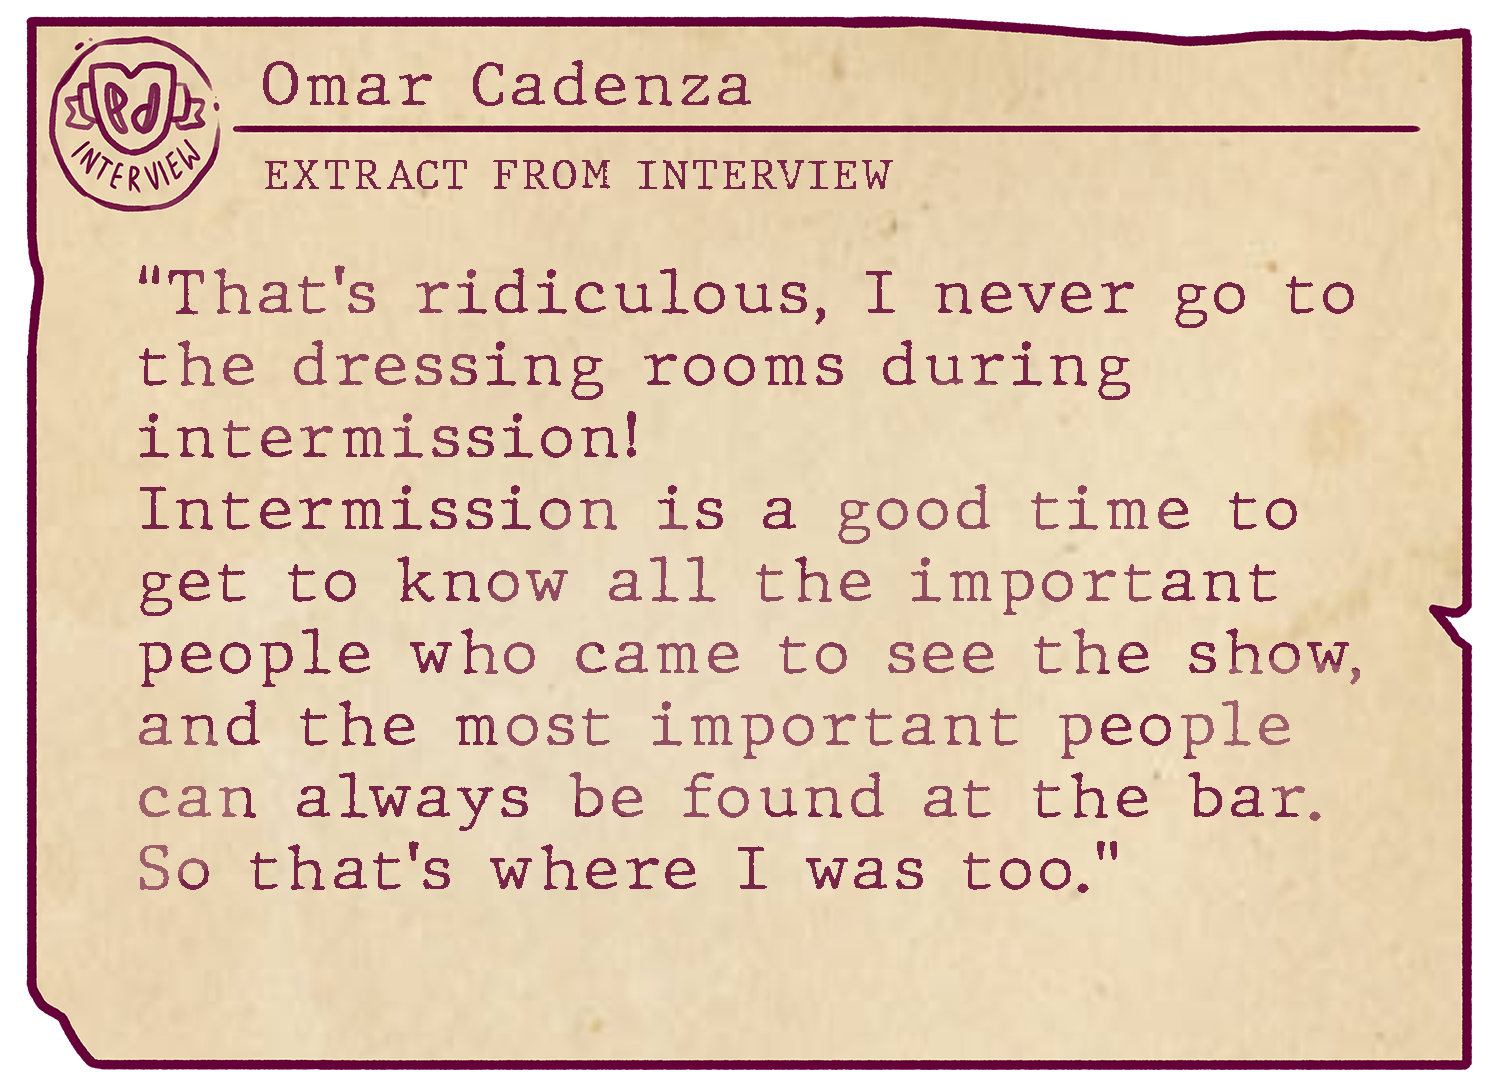 Omar Cadenza
Pd
INTERVIEW
EXTRACT FROM INTERVIEW
"That's ridiculous, I never go to
the dressing rooms during
intermission!
Intermission is a good time to
get to know all the important
people who came to see the show,
and the most important people
can always be found at the bar.
So that's where I was too."